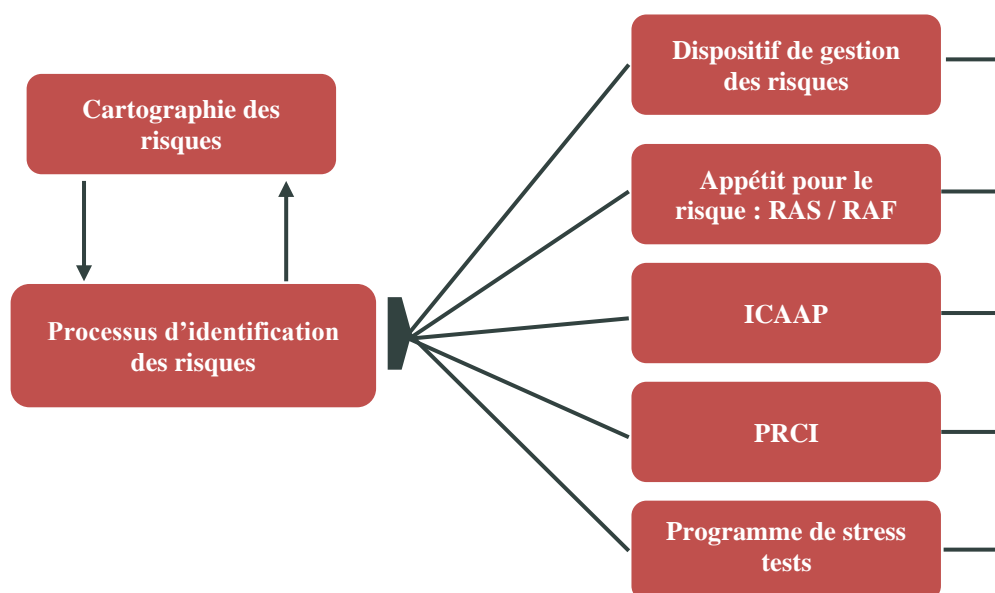 Cartographie des
risques
Processus d'identification
des risques
Dispositif de gestion
des risques
Appétit pour le
risque : RAS / RAF
ICAAP
PRCI
Programme de stress
tests